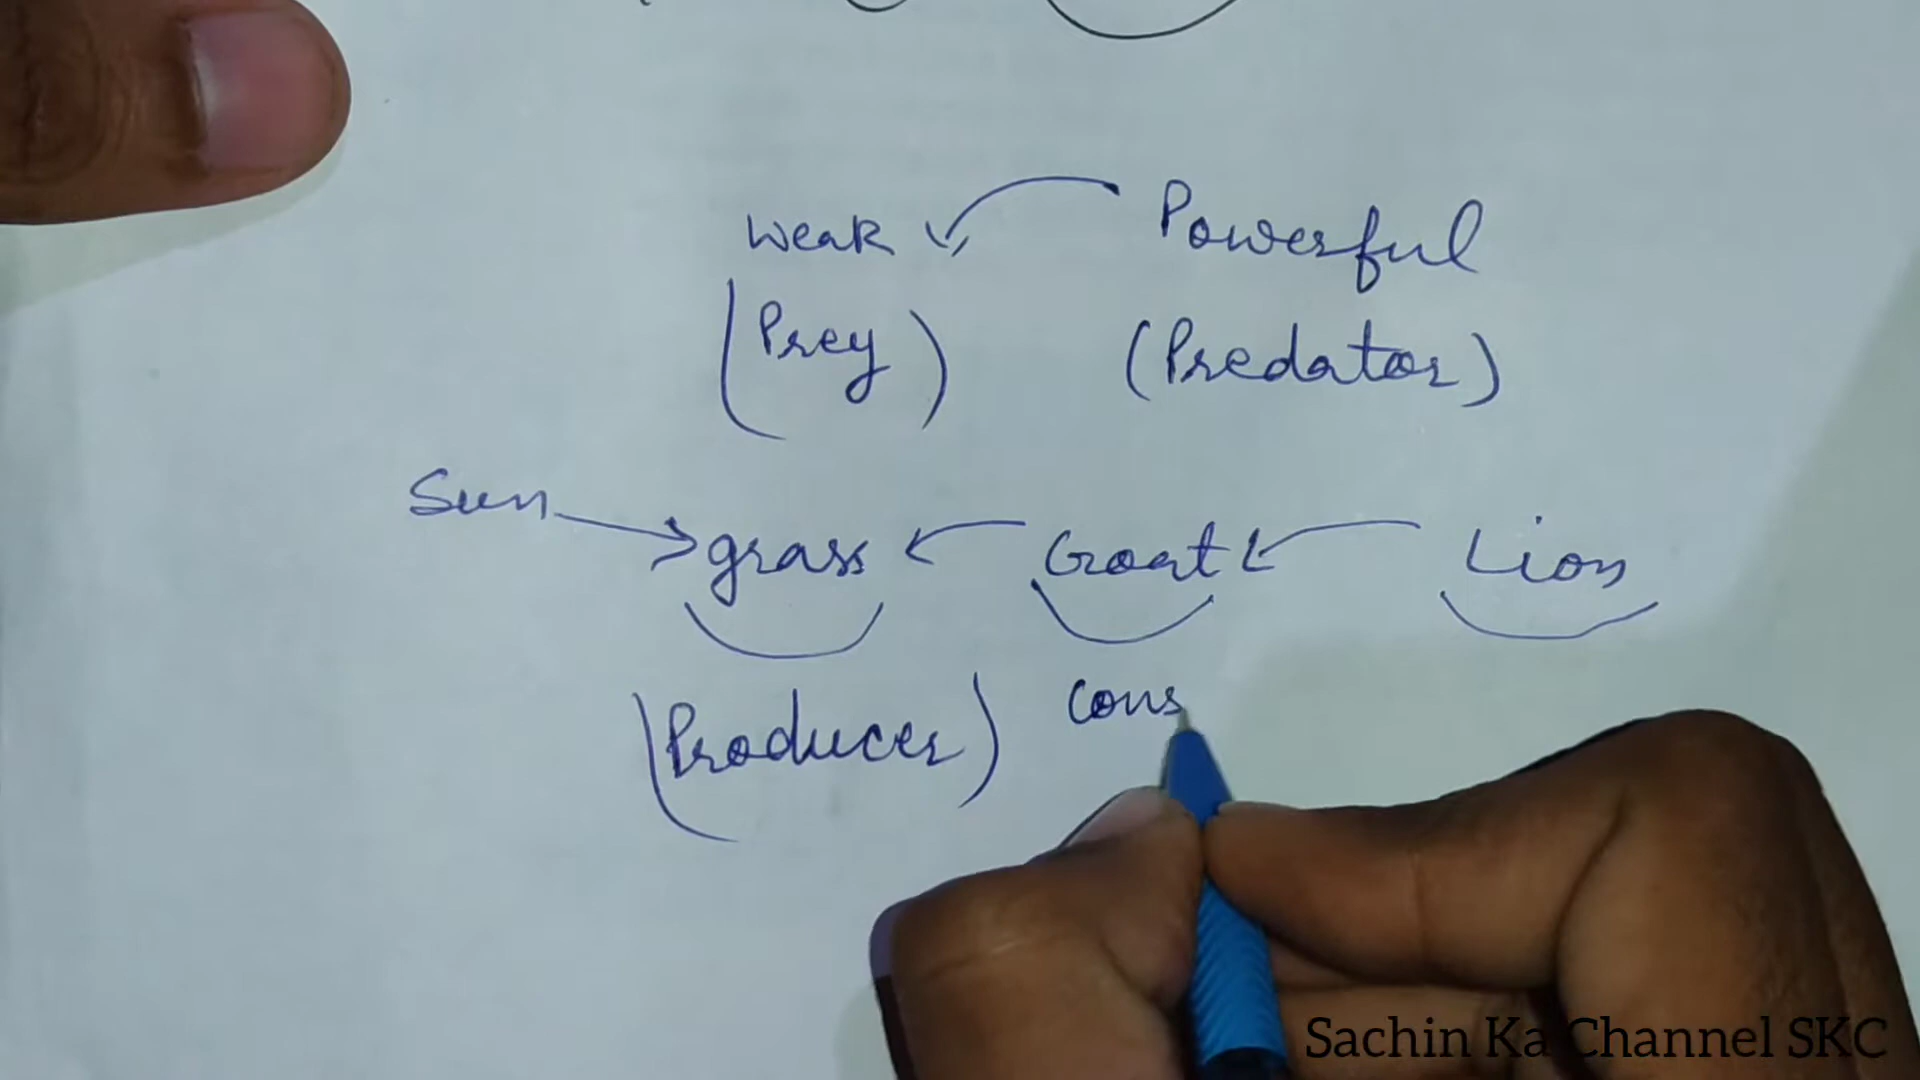 Weak Powerful
(Prey) (Predator)
Sun grass Goat Lion
(Producer) Cons
Sachin Ka Channel SKC